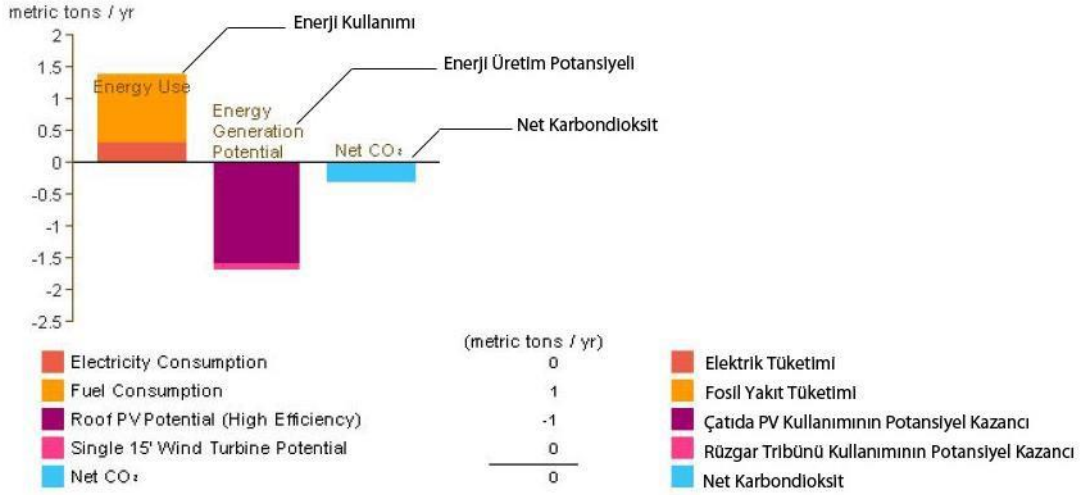 metric tons / yr
Enerji Kullanımı
2
1.5
Enerji Üretim Potansiyeli
Energy Use
1
Energy
Generation
Potential
0.5
Net Karbondioksit
Net CO₂
0
-0.5
-1
-1.5
-2
-2.5
(metric tons / yr)
Electricity Consumption 0 Elektrik Tüketimi
Fuel Consumption 1 Fosil Yakıt Tüketimi
Roof PV Potential (High Efficiency) -1 Çatıda PV Kullanımının Potansiyel Kazancı
Single 15' Wind Turbine Potential 0 Rüzgar Tribünü Kullanımının Potansiyel Kazancı
Net CO₂ 0 Net Karbondioksit